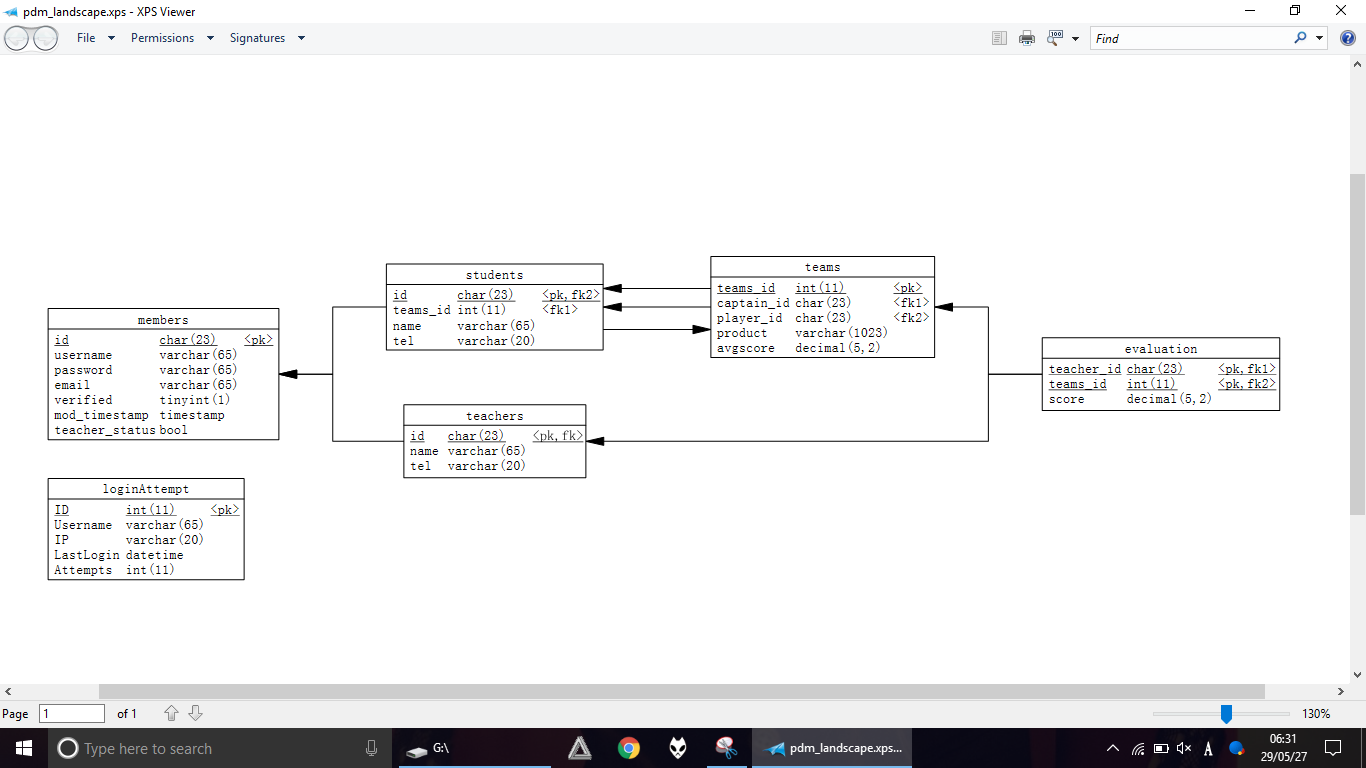 pdm_landscape.xps - XPS Viewer
File Permissions Signatures
100
Find
students
id char(23) <pk,fk2>
teams_id int(11) <fk1>
name varchar(65)
tel varchar(20)
teams
teams_id int(11) <pk>
captain_id char(23) <fk1>
player_id char(23) <fk2>
product varchar(1023)
avgscore decimal(5,2)
members
id char(23) <pk>
username varchar(65)
password varchar(65)
email varchar(65)
verified tinyint(1)
mod_timestamp timestamp
teacher_status bool
evaluation
teacher_id char(23) <pk,fk1>
teams_id int(11) <pk,fk2>
score decimal(5,2)
teachers
id char(23) <pk,fk>
name varchar(65)
tel varchar(20)
loginAttempt
ID int(11) <pk>
Username varchar(65)
IP varchar(20)
LastLogin datetime
Attempts int(11)
Page 1 of 1
130%
Type here to search
G:\
pdm_landscape.xps...
A
06:31
29/05/27